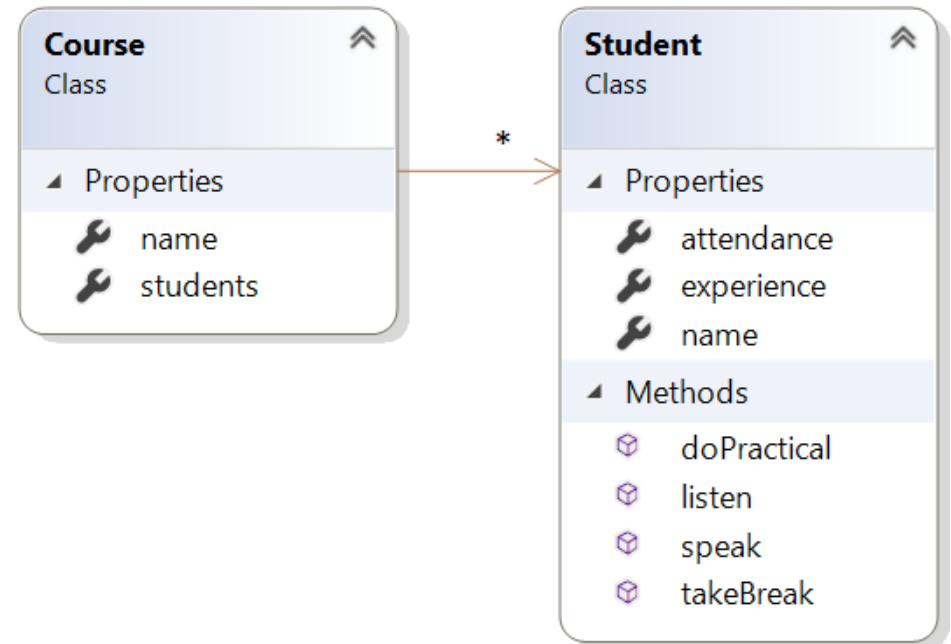 Course
Class
Properties
name
students
*
Student
Class
Properties
attendance
experience
name
Methods
doPractical
listen
speak
takeBreak